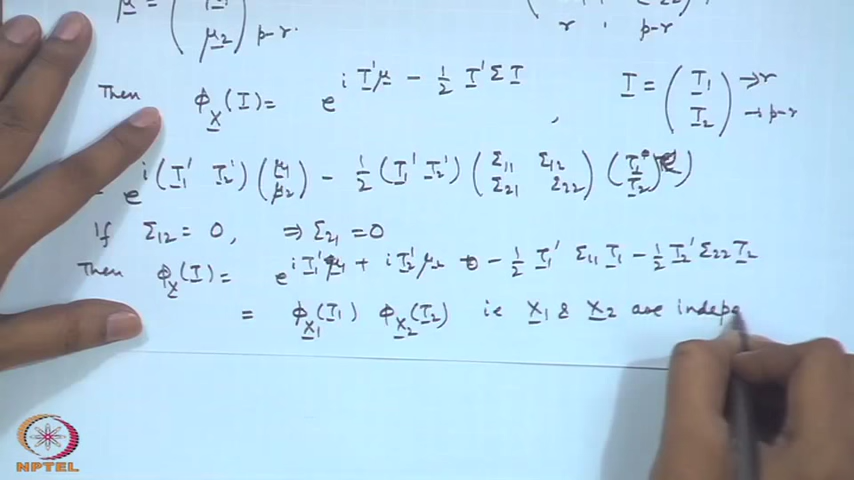 μ = (        ) p-r.
μ2
r , p-r
Then φ_X(T) = e^{i T'μ - 1/2 T'Σ T} , T = ( T1 ) → r
( T2 ) → p-r
= e^{i (T1' T2') (μ1 μ2) - 1/2 (T1' T2') (Σ11 Σ12 Σ21 Σ22) (T1 T2)}
If Σ12 = 0, ⇒ Σ21 = 0
Then φ_X(T) = e^{i T1'μ1 + i T2'μ2 - 1/2 T1' Σ11 T1 - 1/2 T2' Σ22 T2}
= φ_X1(T1) φ_X2(T2) ie X1 & X2 are indepe
NPTEL